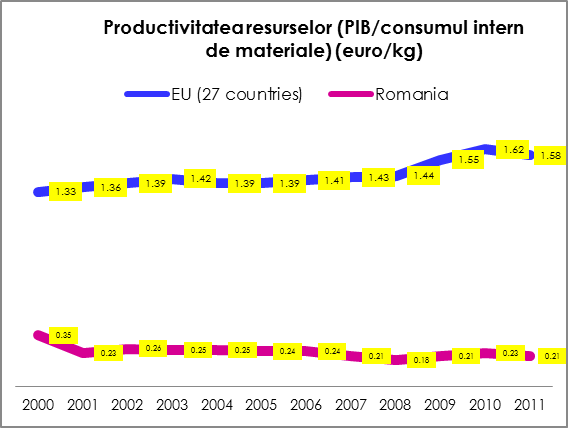 Productivitatea resurselor (PIB/consumul intern
de materiale) (euro/kg)
EU (27 countries) Romania
1.33 1.36 1.39 1.42 1.39 1.39 1.41 1.43 1.44 1.55 1.62 1.58
0.35 0.23 0.26 0.25 0.25 0.24 0.24 0.21 0.18 0.21 0.23 0.21
2000 2001 2002 2003 2004 2005 2006 2007 2008 2009 2010 2011